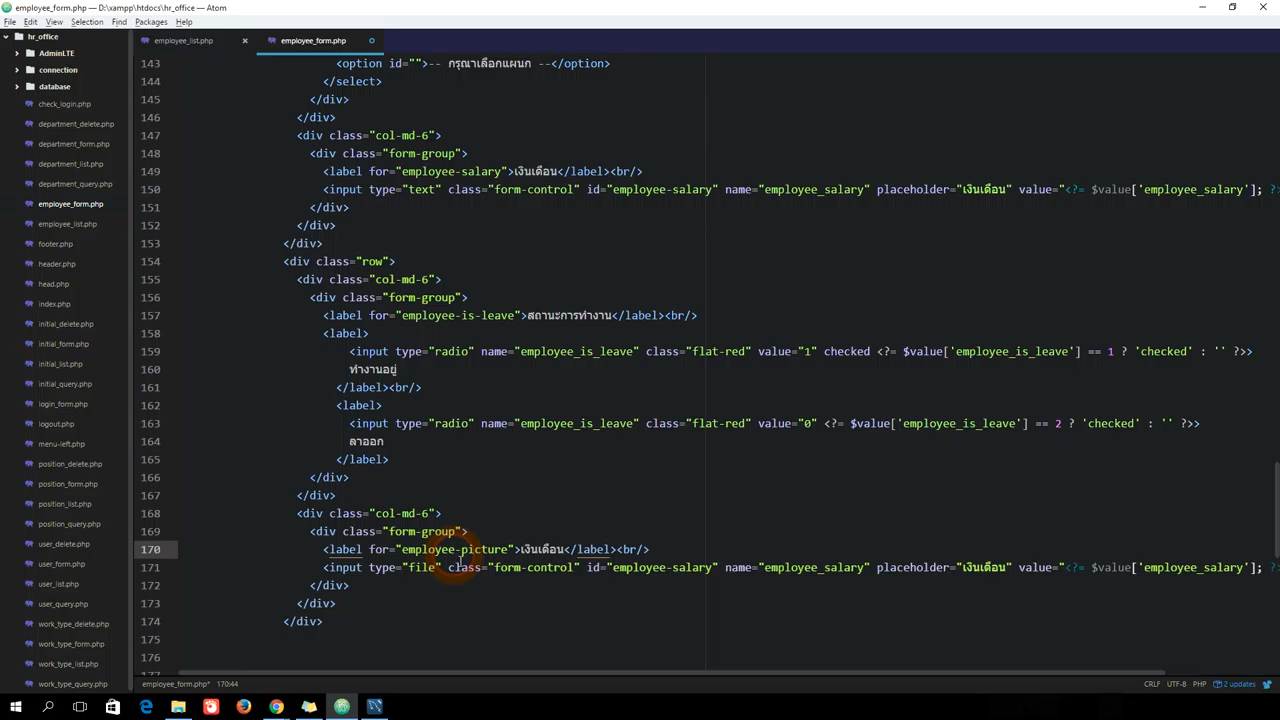 employee_form.php — D:\xampp\htdocs\hr_office — Atom
File Edit View Selection Find Packages Help
hr_office
AdminLTE
connection
database
check_login.php
department_delete.php
department_form.php
department_list.php
department_query.php
employee_form.php
employee_list.php
footer.php
header.php
head.php
index.php
initial_delete.php
initial_form.php
initial_list.php
initial_query.php
login_form.php
logout.php
menu-left.php
position_delete.php
position_form.php
position_list.php
position_query.php
user_delete.php
user_form.php
user_list.php
user_query.php
work_type_delete.php
work_type_form.php
work_type_list.php
work_type_query.php
employee_list.php employee_form.php
143 <option id="">-- กรุณาเลือกแผนก --</option>
144 </select>
145 </div>
146 </div>
147 <div class="col-md-6">
148 <div class="form-group">
149 <label for="employee-salary">เงินเดือน</label><br/>
150 <input type="text" class="form-control" id="employee-salary" name="employee_salary" placeholder="เงินเดือน" value="<?= $value['employee_salary']; ?>
151 </div>
152 </div>
153 </div>
154 <div class="row">
155 <div class="col-md-6">
156 <div class="form-group">
157 <label for="employee-is-leave">สถานะการทำงาน</label><br/>
158 <label>
159 <input type="radio" name="employee_is_leave" class="flat-red" value="1" checked <?= $value['employee_is_leave'] == 1 ? 'checked' : '' ?>>
160 ทำงานอยู่
161 </label><br/>
162 <label>
163 <input type="radio" name="employee_is_leave" class="flat-red" value="0" <?= $value['employee_is_leave'] == 2 ? 'checked' : '' ?>>
164 ลาออก
165 </label>
166 </div>
167 </div>
168 <div class="col-md-6">
169 <div class="form-group">
170 <label for="employee-picture">เงินเดือน</label><br/>
171 <input type="file" class="form-control" id="employee-salary" name="employee_salary" placeholder="เงินเดือน" value="<?= $value['employee_salary']; ?>
172 </div>
173 </div>
174 </div>
175
176
177
employee_form.php* 170:44 CRLF UTF-8 PHP 2 updates